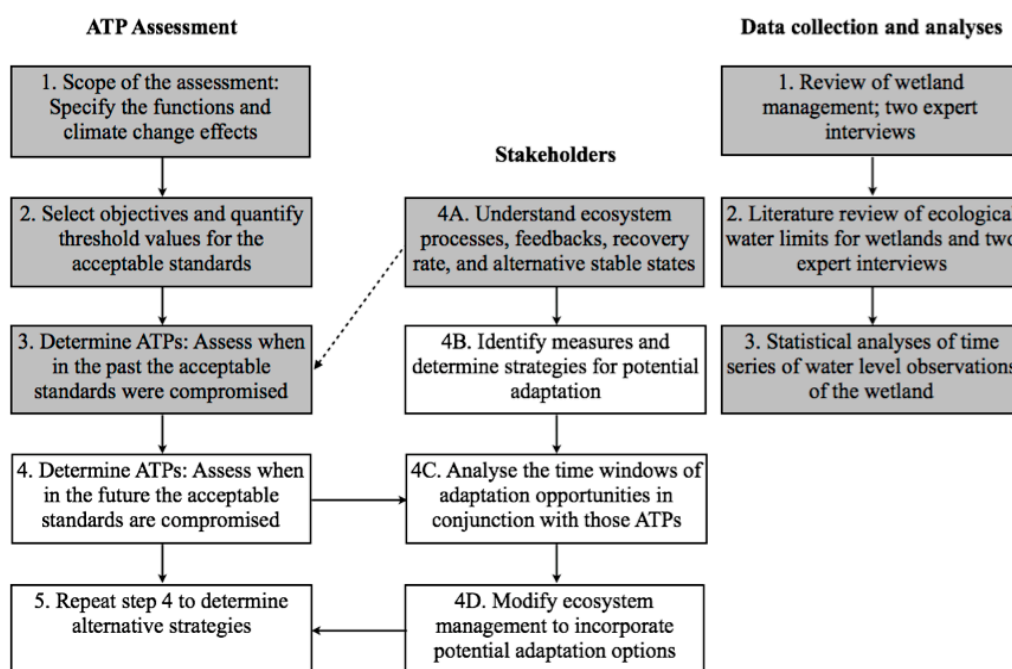 ATP Assessment
1. Scope of the assessment:
Specify the functions and
climate change effects
2. Select objectives and quantify
threshold values for the
acceptable standards
3. Determine ATPs: Assess when
in the past the acceptable
standards were compromised
4. Determine ATPs: Assess when
in the future the acceptable
standards are compromised
5. Repeat step 4 to determine
alternative strategies
Stakeholders
4A. Understand ecosystem
processes, feedbacks, recovery
rate, and alternative stable states
4B. Identify measures and
determine strategies for potential
adaptation
4C. Analyse the time windows of
adaptation opportunities in
conjunction with those ATPs
4D. Modify ecosystem
management to incorporate
potential adaptation options
Data collection and analyses
1. Review of wetland
management; two expert
interviews
2. Literature review of ecological
water limits for wetlands and two
expert interviews
3. Statistical analyses of time
series of water level observations
of the wetland